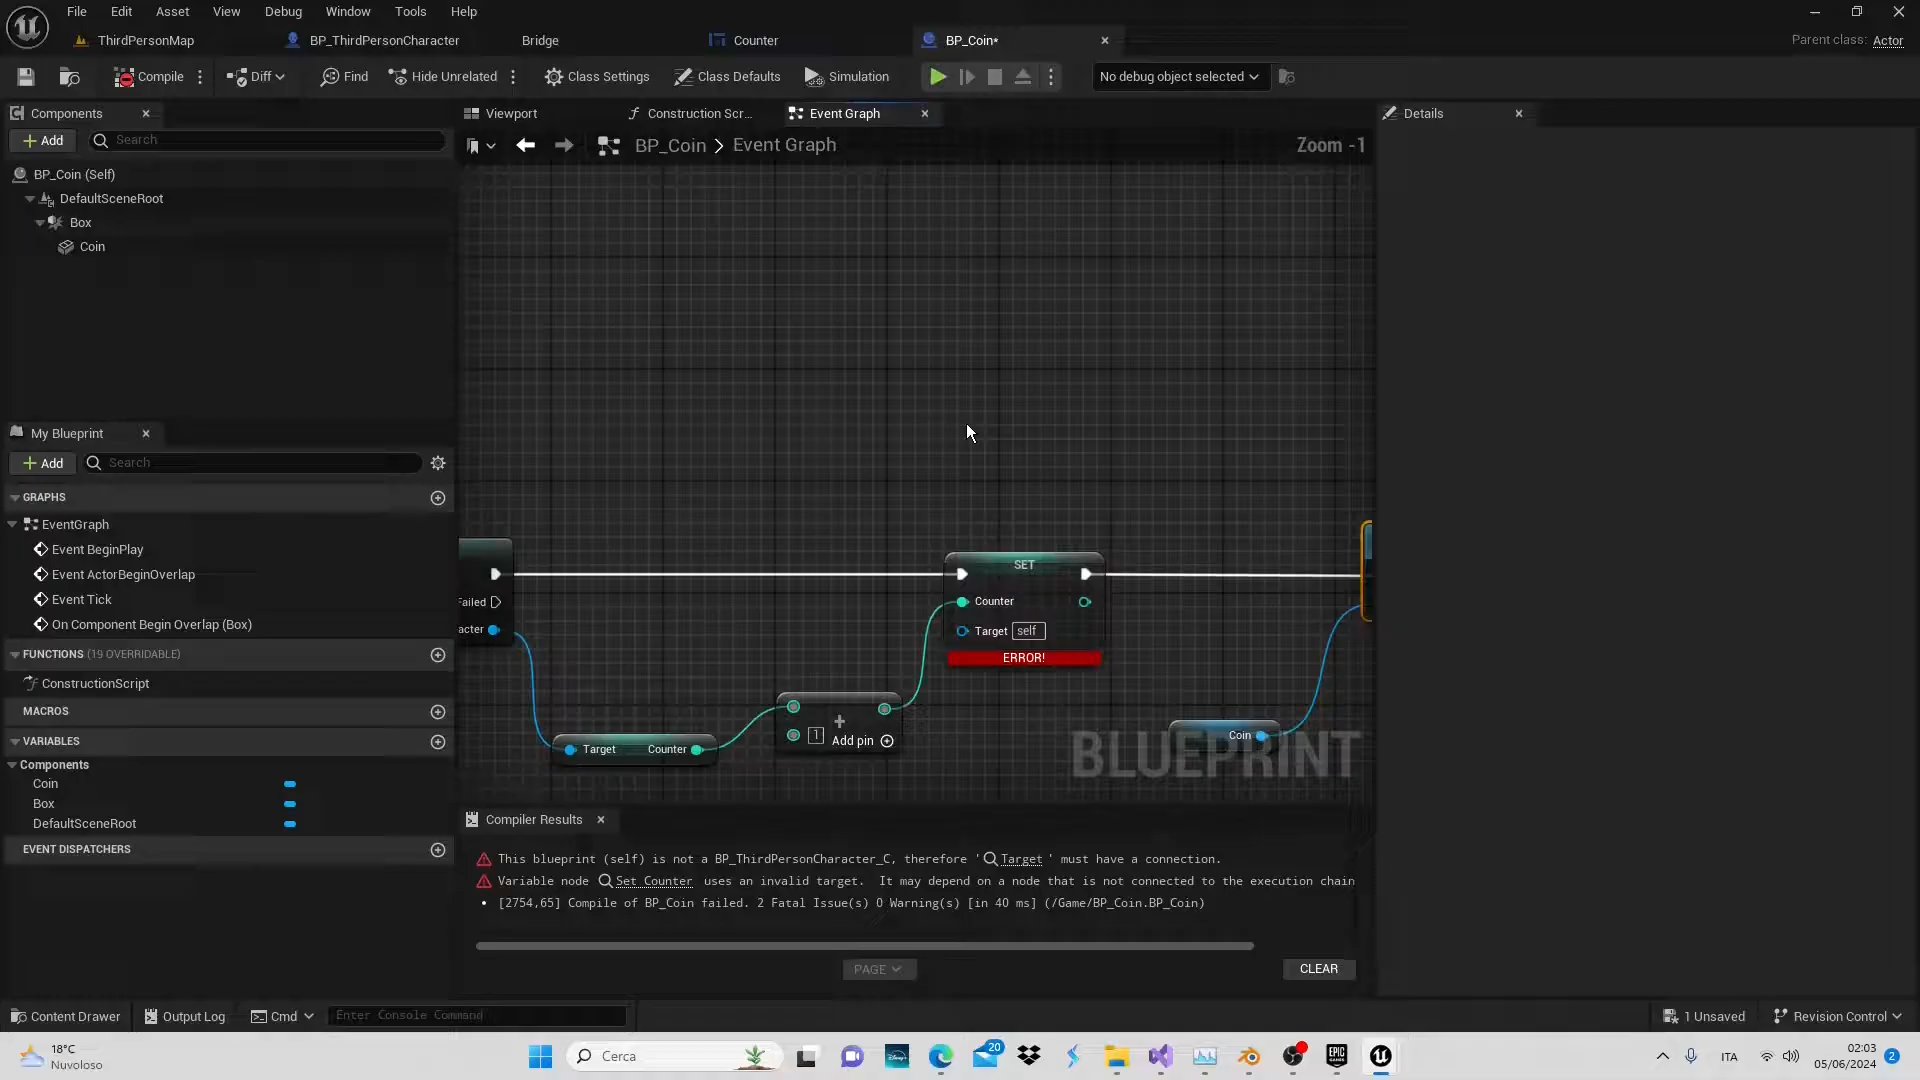 File Edit Asset View Debug Window Tools Help
ThirdPersonMap BP_ThirdPersonCharacter Bridge Counter BP_Coin* Parent class: Actor
Compile Diff Find Hide Unrelated Class Settings Class Defaults Simulation No debug object selected
Components Viewport Construction Scr... Event Graph Details
Add Search BP_Coin > Event Graph Zoom -1
BP_Coin (Self)
DefaultSceneRoot
Box
Coin
My Blueprint
Add Search
GRAPHS
EventGraph
Event BeginPlay
Event ActorBeginOverlap
Event Tick
On Component Begin Overlap (Box)
FUNCTIONS (19 OVERRIDABLE)
ConstructionScript
MACROS
VARIABLES
Components
Coin
Box
DefaultSceneRoot
EVENT DISPATCHERS
SET
Failed Counter
acter Target self
ERROR!
Target Counter
+
1 Add pin
Coin
BLUEPRINT
Compiler Results
This blueprint (self) is not a BP_ThirdPersonCharacter_C, therefore ' Target ' must have a connection.
Variable node Set Counter uses an invalid target. It may depend on a node that is not connected to the execution chain
[2754,65] Compile of BP_Coin failed. 2 Fatal Issue(s) 0 Warning(s) [in 40 ms] (/Game/BP_Coin.BP_Coin)
PAGE CLEAR
Content Drawer Output Log Cmd Enter Console Command 1 Unsaved Revision Control
18°C
Nuvoloso
Cerca
Disney+
20
EPIC GAMES
ITA
02:03
05/06/2024
2